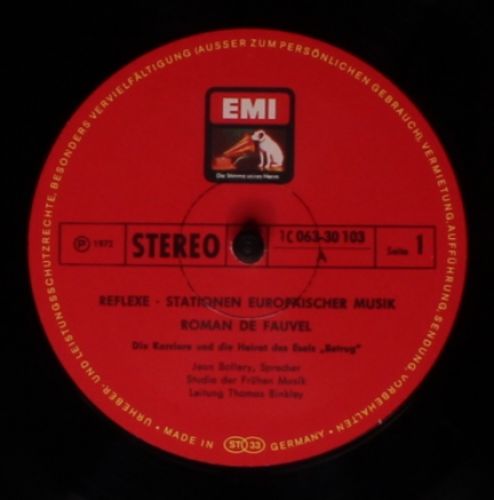 URHEBER- UND LEISTUNGSSCHUTZRECHTE, BESONDERS VERVIELFÄLTIGUNG (AUSSER ZUM PERSÖNLICHEN GEBRAUCH), VERMIETUNG, AUFFÜHRUNG, SENDUNG, VORBEHALTEN
EMI
Die Stimme seines Herrn
Ⓟ 1972 STEREO 1C 063-30 103 Seite 1
A
REFLEXE - STATIONEN EUROPÄISCHER MUSIK
ROMAN DE FAUVEL
Die Karriere und die Heirat des Esels „Betrug"
Jean Bollery, Sprecher
Studio der Frühen Musik
Leitung Thomas Binkley
• MADE IN ST 33 GERMANY •